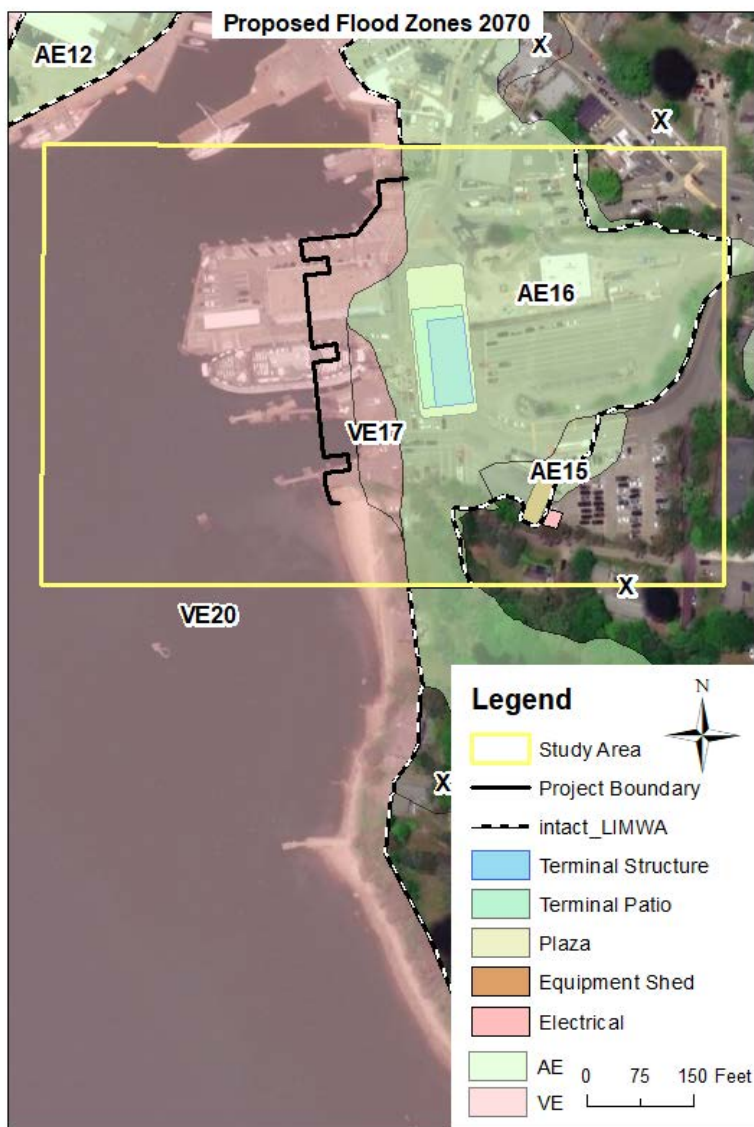 Proposed Flood Zones 2070
AE12
X
X
AE16
VE17
AE15
X
VE20
X
Legend
N
Study Area
Project Boundary
intact_LIMWA
Terminal Structure
Terminal Patio
Plaza
Equipment Shed
Electrical
AE
VE
0 75 150 Feet